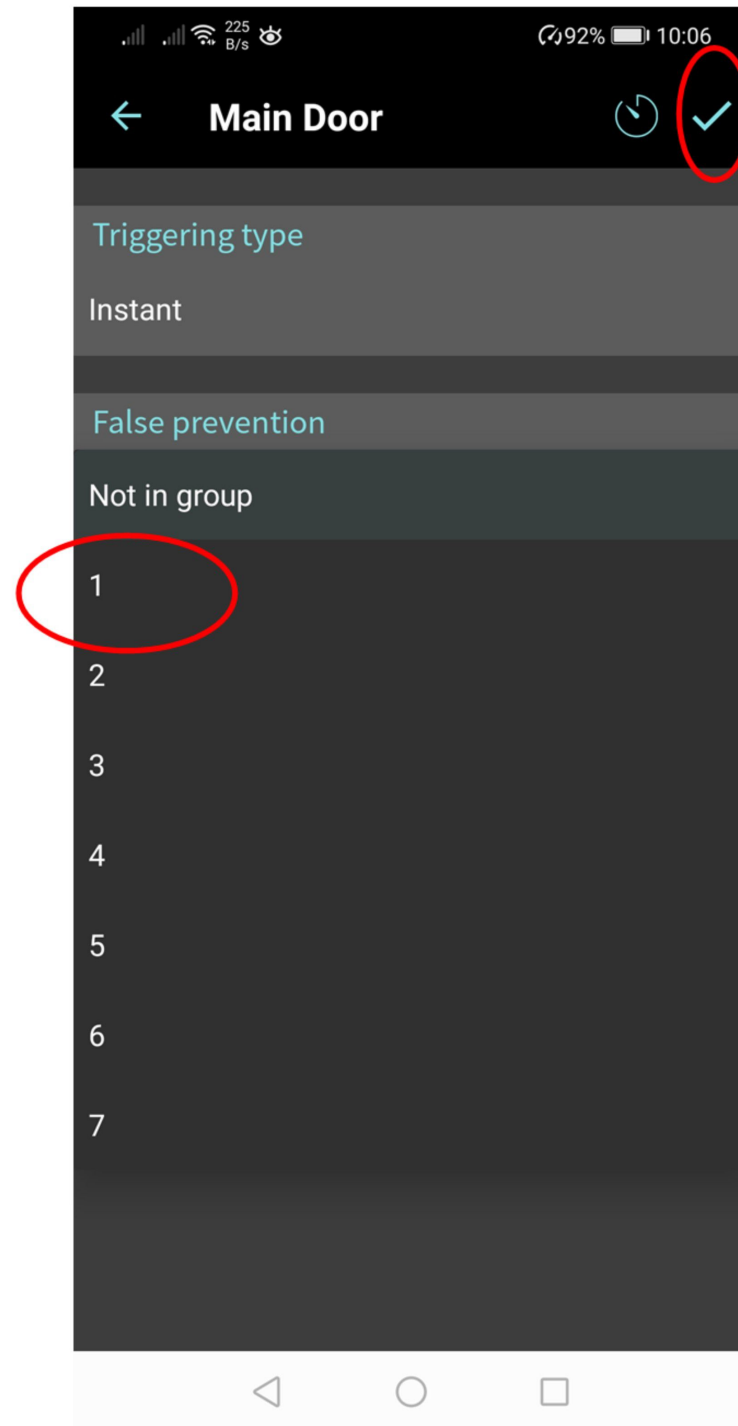 225
B/s
92%
10:06
Main Door
Triggering type
Instant
False prevention
Not in group
1
2
3
4
5
6
7